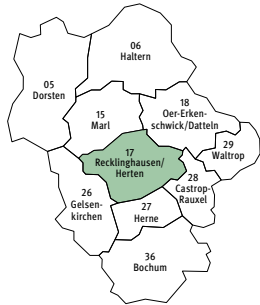 06
Haltern
05
Dorsten
15
Marl
18
Oer-Erken-
schwick/Datteln
29
Waltrop
17
Recklinghausen/
Herten
28
Castrop-
Rauxel
26
Gelsen-
kirchen
27
Herne
36
Bochum